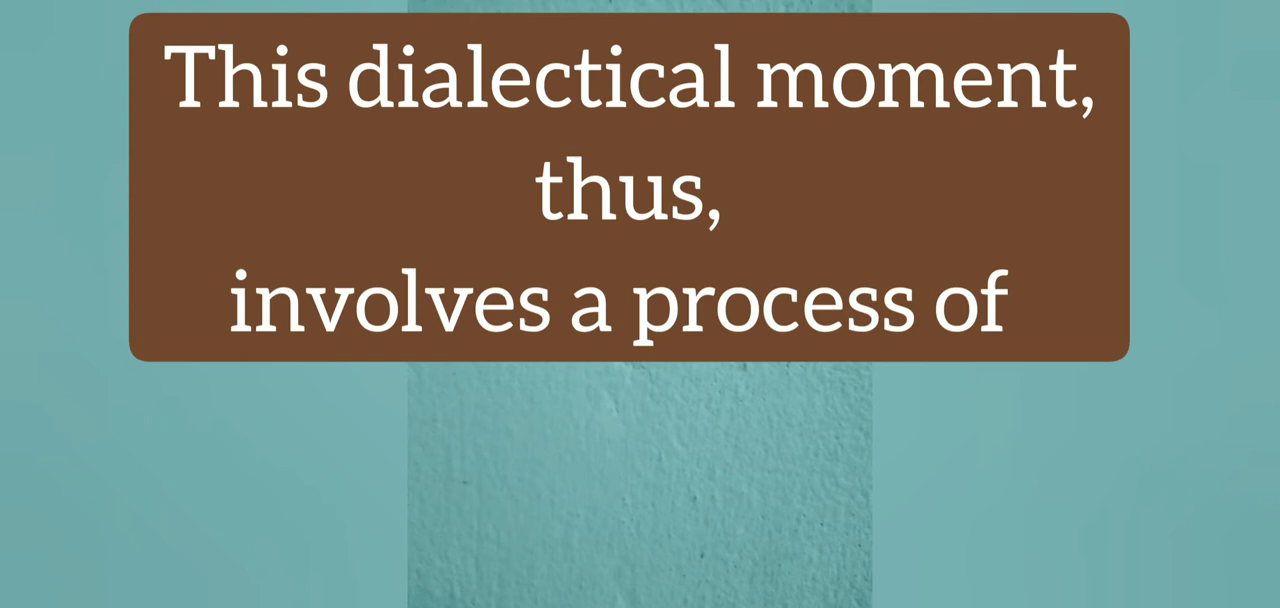 This dialectical moment,
thus,
involves a process of